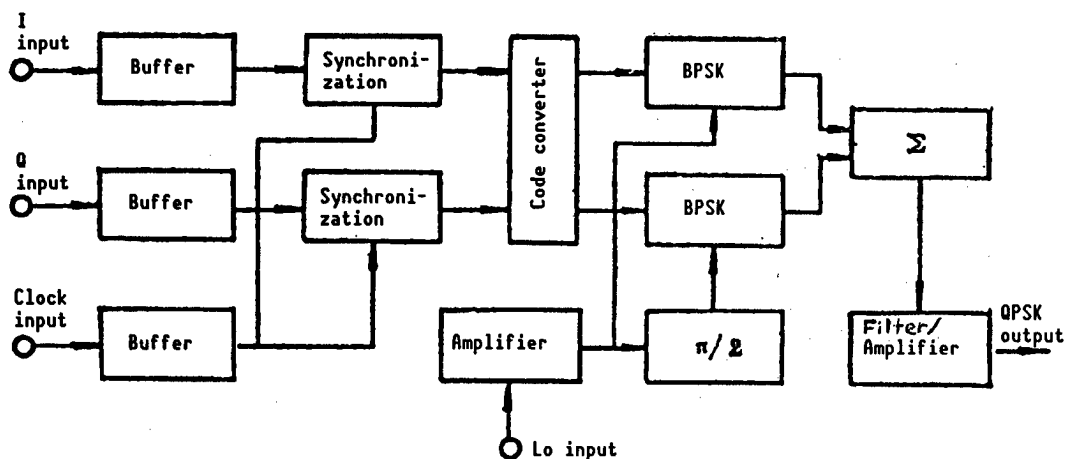 I
input
Buffer
Synchroni-
zation
Code converter
BPSK
Σ
Q
input
Buffer
Synchroni-
zation
BPSK
Clock
input
Buffer
Amplifier
π/2
Filter/
Amplifier
QPSK
output
Lo input